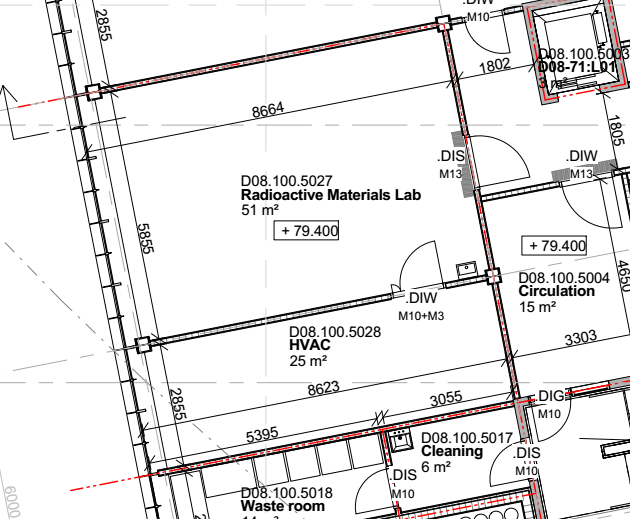 2855
.DIW
M10
1802
D08.100.5003
D08-71:L01
8664
1805
.DIS
M13
.DIW
M13
D08.100.5027
Radioactive Materials Lab
51 m²
+ 79.400
5855
+ 79.400
4650
D08.100.5004
Circulation
15 m²
.DIW
M10+M3
D08.100.5028
HVAC
25 m²
3303
8623
3055
2855
.DIG
M10
5395
D08.100.5017
Cleaning
6 m²
.DIS
M10
.DIS
M10
D08.100.5018
Waste room
6000